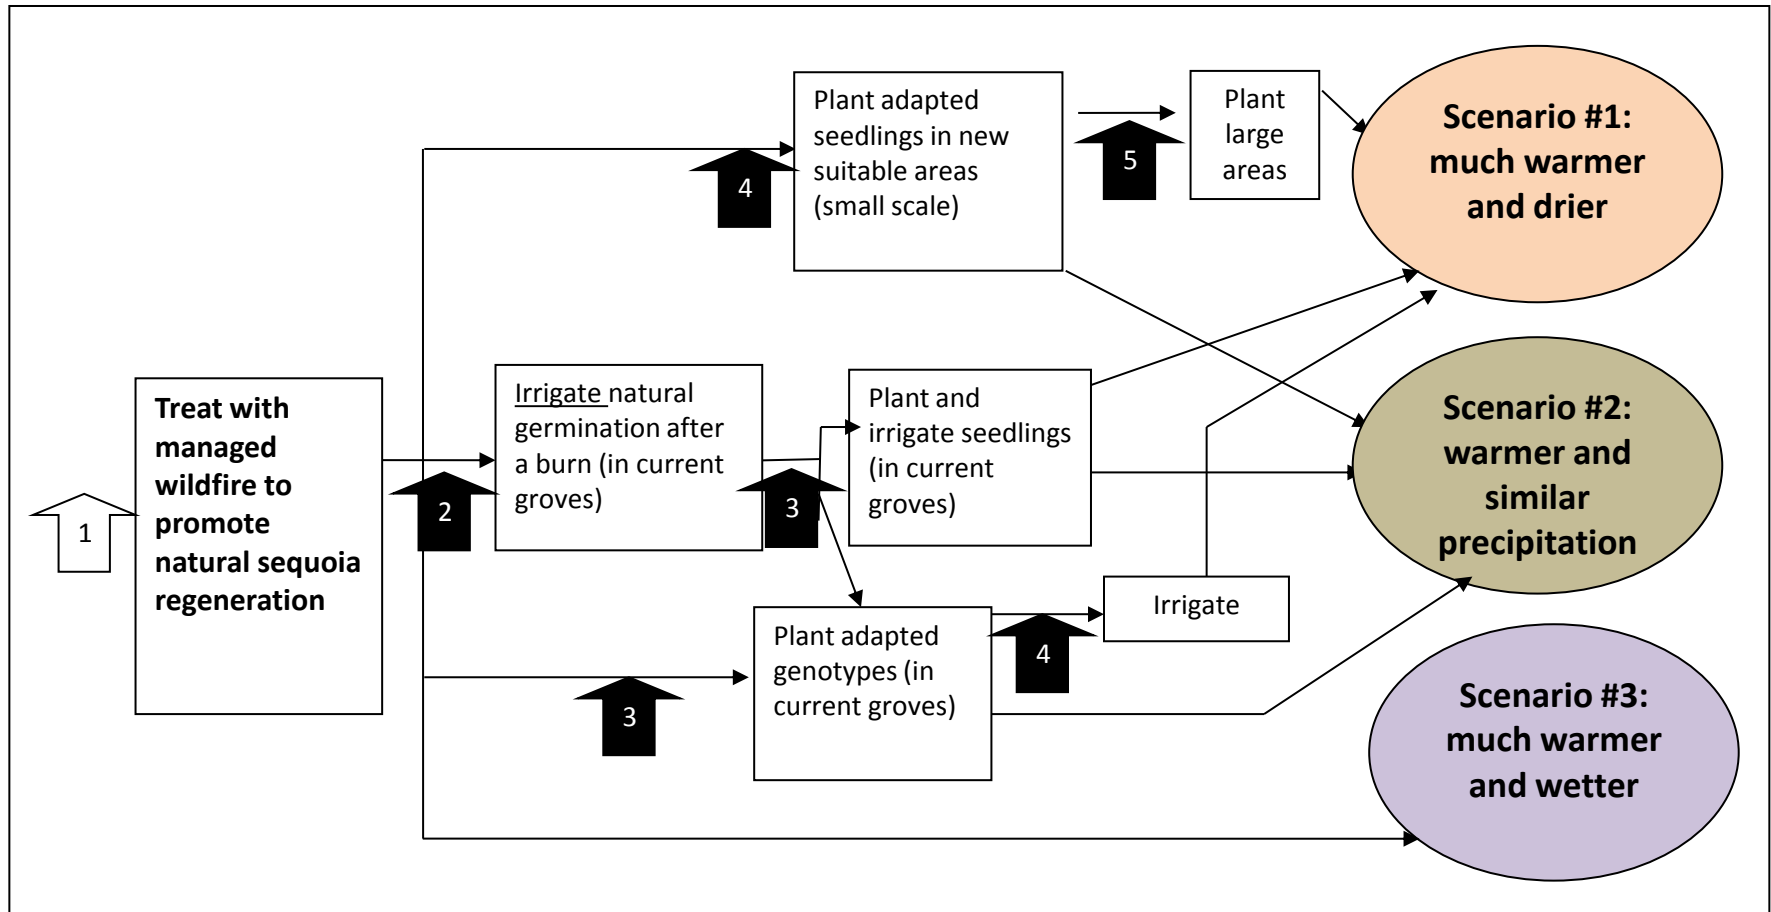 Plant adapted
seedlings in new
suitable areas
(small scale)
4
5
Plant
large
areas
Scenario #1:
much warmer
and drier
1
Treat with
managed
wildfire to
promote
natural sequoia
regeneration
2
Irrigate natural
germination after
a burn (in current
groves)
3
Plant and
irrigate seedlings
(in current
groves)
Scenario #2:
warmer and
similar
precipitation
3
Plant adapted
genotypes (in
current groves)
4
Irrigate
Scenario #3:
much warmer
and wetter